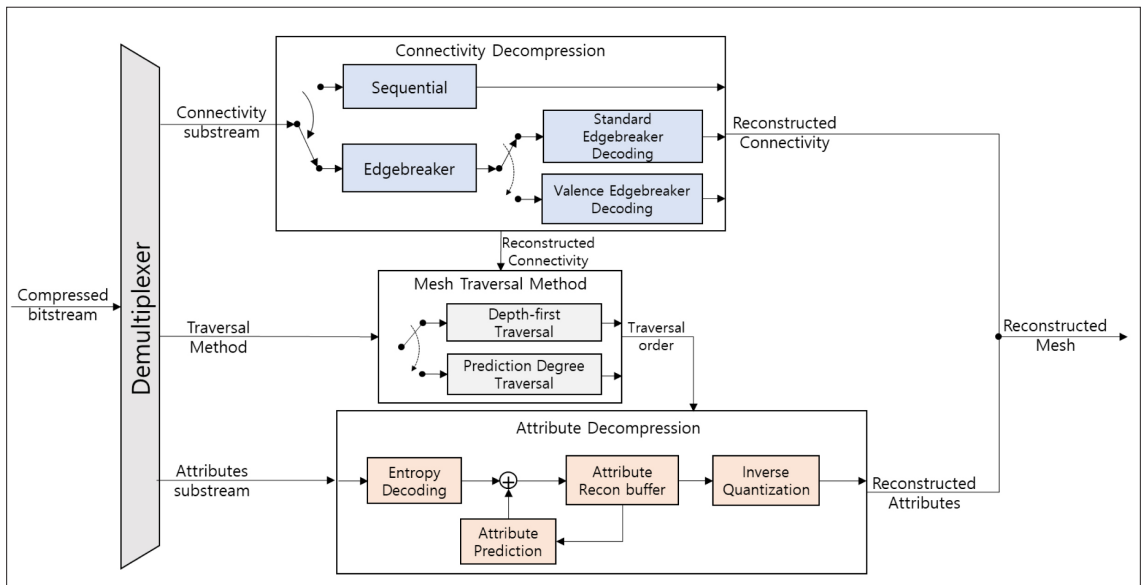 Connectivity Decompression
Sequential
Connectivity
substream
Edgebreaker
Standard
Edgebreaker
Decoding
Valence Edgebreaker
Decoding
Reconstructed
Connectivity
Reconstructed
Connectivity
Demultiplexer
Compressed
bitstream
Mesh Traversal Method
Traversal
Method
Depth-first
Traversal
Prediction Degree
Traversal
Traversal
order
Reconstructed
Mesh
Attribute Decompression
Attributes
substream
Entropy
Decoding
Attribute
Recon buffer
Inverse
Quantization
Attribute
Prediction
Reconstructed
Attributes